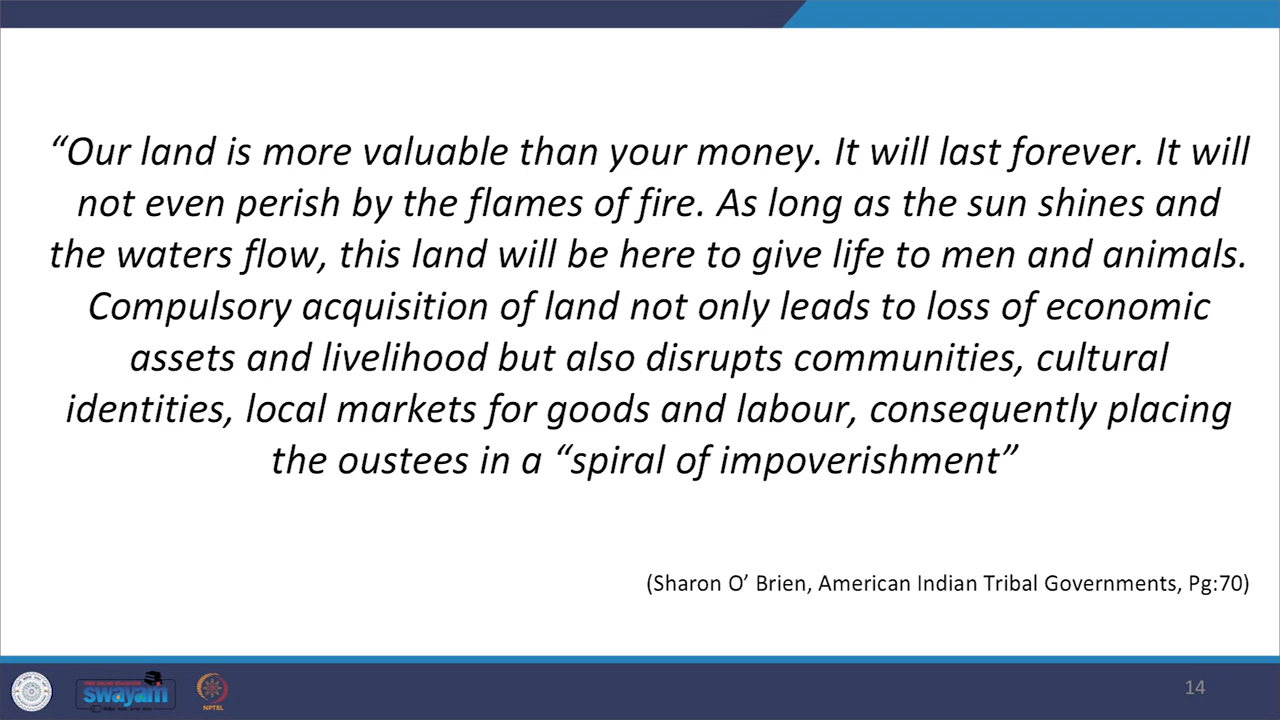 “Our land is more valuable than your money. It will last forever. It will
not even perish by the flames of fire. As long as the sun shines and
the waters flow, this land will be here to give life to men and animals.
Compulsory acquisition of land not only leads to loss of economic
assets and livelihood but also disrupts communities, cultural
identities, local markets for goods and labour, consequently placing
the oustees in a “spiral of impoverishment”
(Sharon O’ Brien, American Indian Tribal Governments, Pg:70)
swayam
NPTEL
14